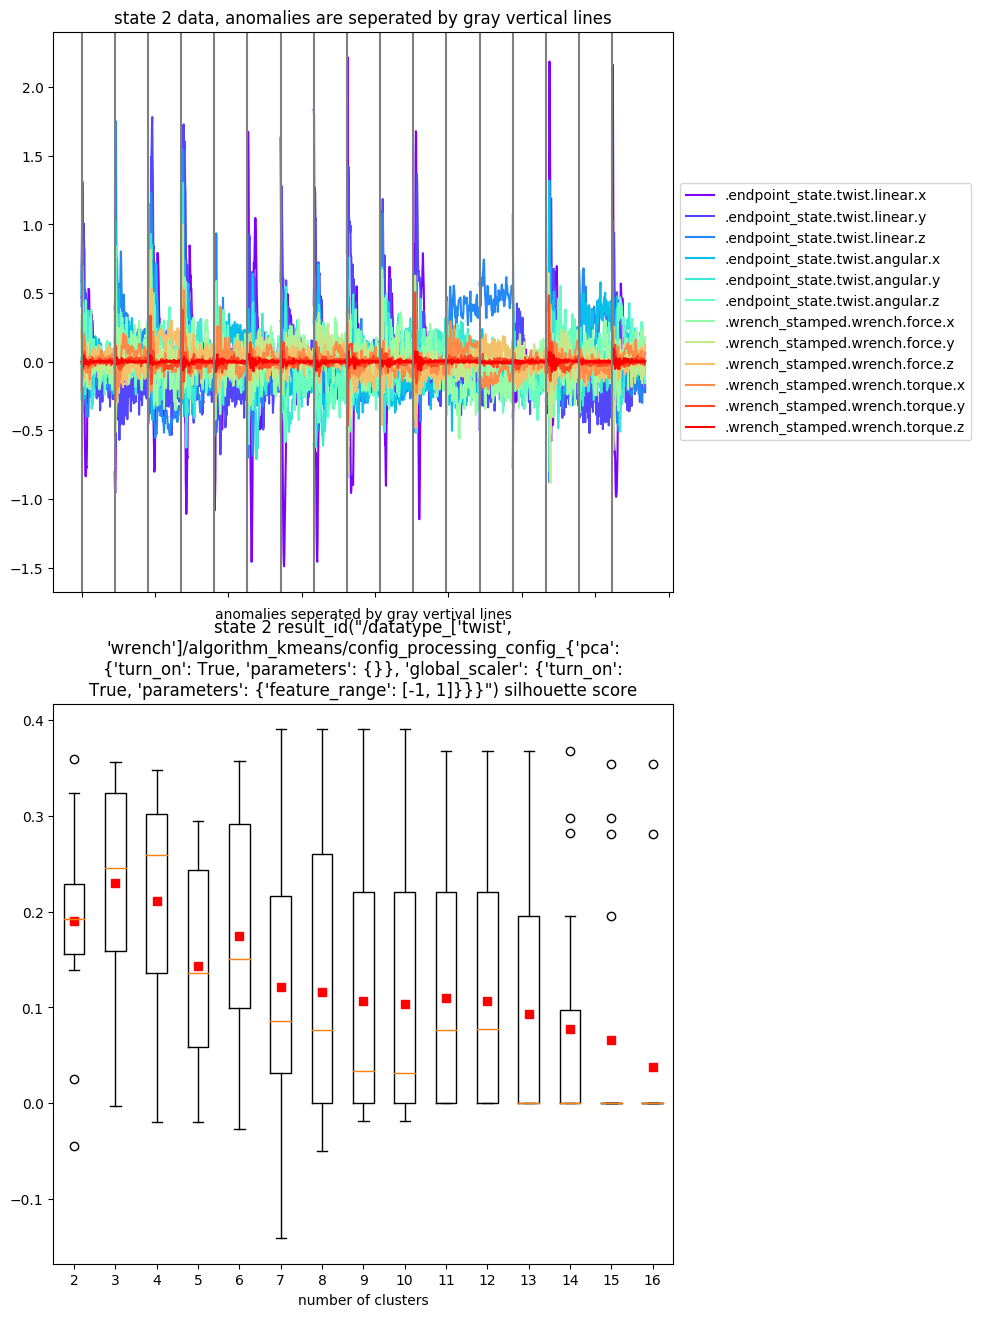 state 2 data, anomalies are seperated by gray vertical lines
2.0
1.5
1.0
0.5
0.0
−0.5
−1.0
−1.5
.endpoint_state.twist.linear.x
.endpoint_state.twist.linear.y
.endpoint_state.twist.linear.z
.endpoint_state.twist.angular.x
.endpoint_state.twist.angular.y
.endpoint_state.twist.angular.z
.wrench_stamped.wrench.force.x
.wrench_stamped.wrench.force.y
.wrench_stamped.wrench.force.z
.wrench_stamped.wrench.torque.x
.wrench_stamped.wrench.torque.y
.wrench_stamped.wrench.torque.z
anomalies seperated by gray vertival lines
state 2 result_id("/datatype_['twist',
'wrench']/algorithm_kmeans/config_processing_config_{'pca':
{'turn_on': True, 'parameters': {}}, 'global_scaler': {'turn_on':
True, 'parameters': {'feature_range': [-1, 1]}}}") silhouette score
0.4
0.3
0.2
0.1
0.0
−0.1
2 3 4 5 6 7 8 9 10 11 12 13 14 15 16
number of clusters